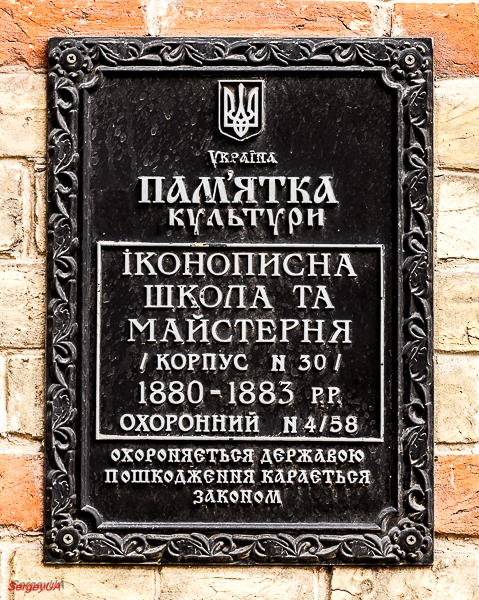 Україна
ПАМ'ЯТКА
КУЛЬТУРИ
ІКОНОПИСНА
ШКОЛА ТА
МАЙСТЕРНЯ
/ КОРПУС N 30 /
1880-1883 Р.Р.
ОХОРОННИЙ N 4/58
ОХОРОНЯЄТЬСЯ ДЕРЖАВОЮ
ПОШКОДЖЕННЯ КАРАЄТЬСЯ
ЗАКОНОМ
SergeyUA